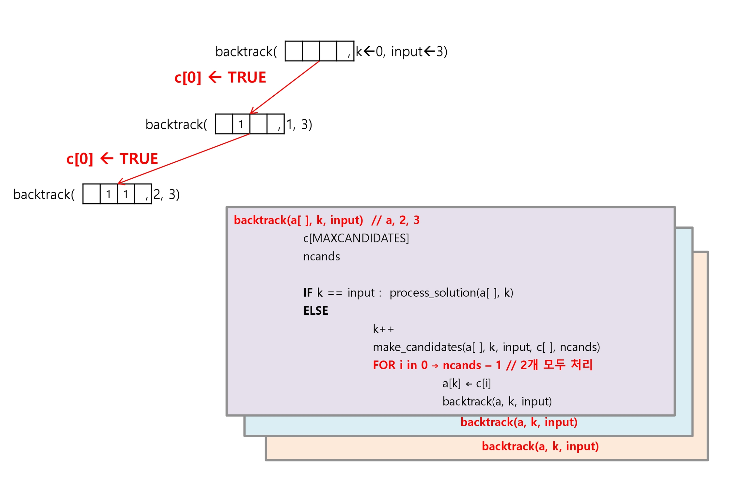 backtrack( , k←0, input←3)
c[0] ← TRUE
backtrack( 1 , 1, 3)
c[0] ← TRUE
backtrack( 1 1 , 2, 3)
backtrack(a[ ], k, input) // a, 2, 3
c[MAXCANDIDATES]
ncands
IF k == input : process_solution(a[ ], k)
ELSE
k++
make_candidates(a[ ], k, input, c[ ], ncands)
FOR i in 0 → ncands – 1 // 2개 모두 처리
a[k] ← c[i]
backtrack(a, k, input)
backtrack(a, k, input)
backtrack(a, k, input)